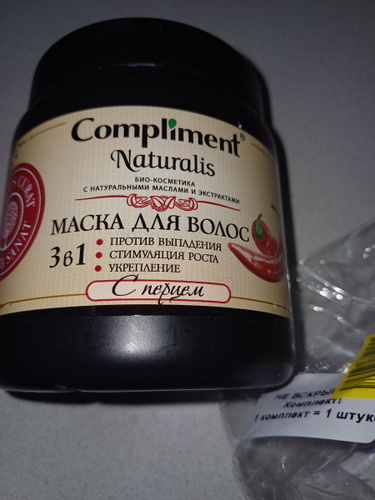 Compliment®
Naturalis
БИО-КОСМЕТИКА
С НАТУРАЛЬНЫМИ МАСЛАМИ И ЭКСТРАКТАМИ
МАСКА ДЛЯ ВОЛОС
3в1
• ПРОТИВ ВЫПАДЕНИЯ
• СТИМУЛЯЦИЯ РОСТА
• УКРЕПЛЕНИЕ
С перцем
НЕ ВСКРЫ
Комплект!
1 комплект = 1 штук